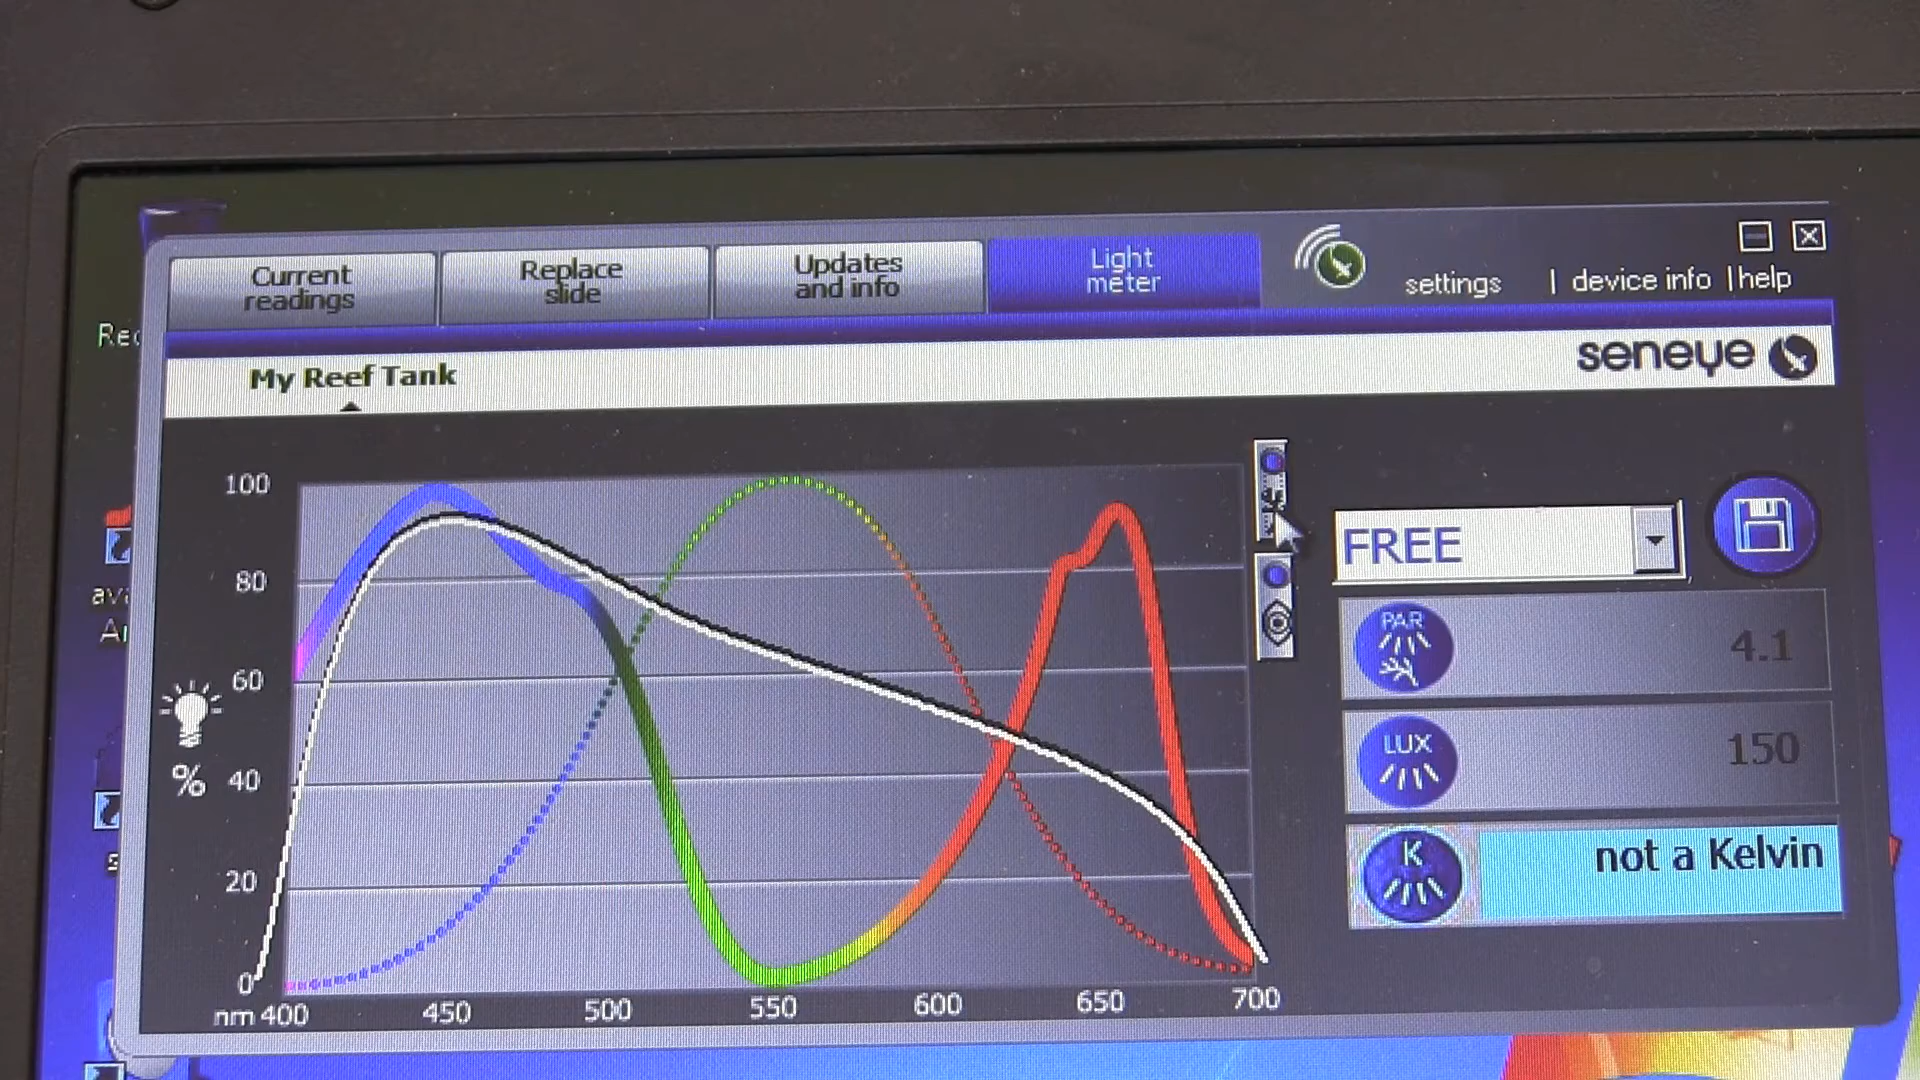 Current
readings
Replace
slide
Updates
and info
Light
meter
settings | device info | help
My Reef Tank
seneye
100
80
60
40
20
0
%
nm 400 450 500 550 600 650 700
FREE
PAR 4.1
LUX 150
K not a Kelvin